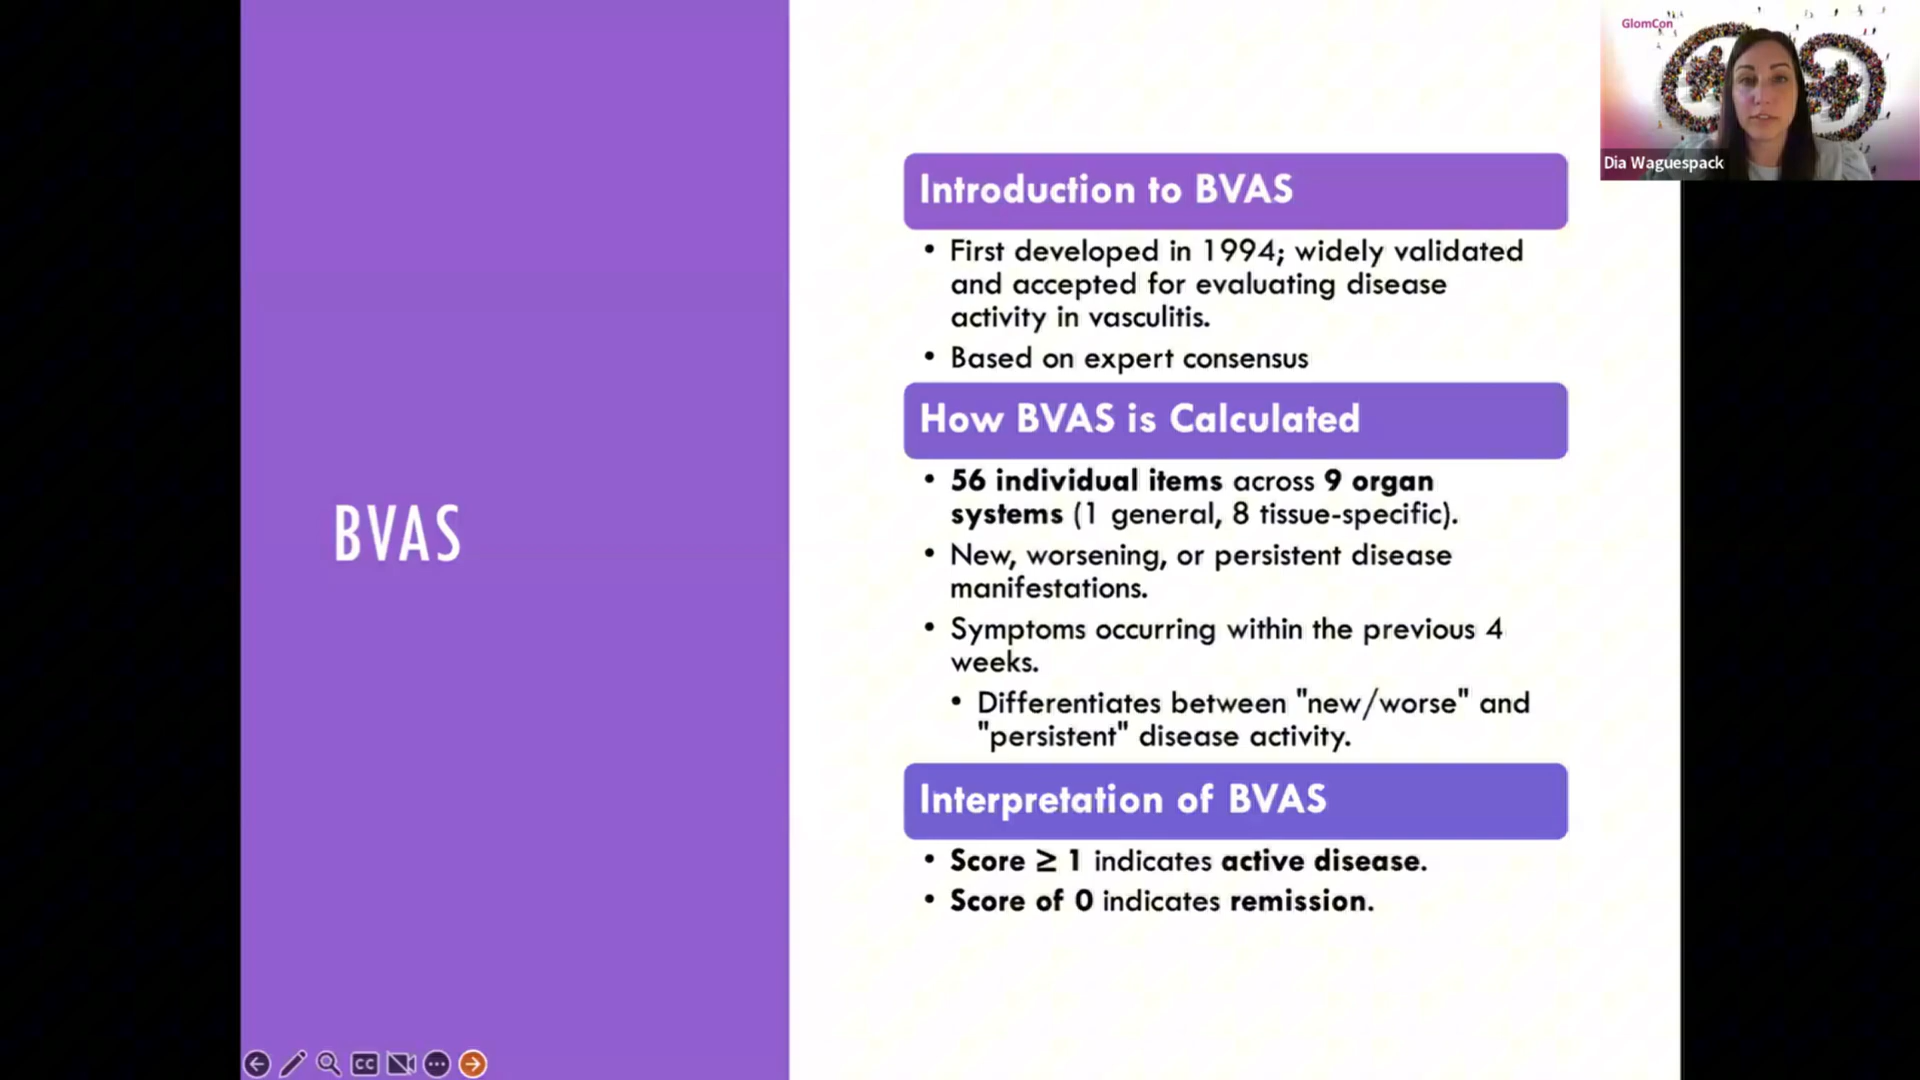 GlomCon
Dia Waguespack
BVAS
Introduction to BVAS
• First developed in 1994; widely validated
and accepted for evaluating disease
activity in vasculitis.
• Based on expert consensus
How BVAS is Calculated
• 56 individual items across 9 organ
systems (1 general, 8 tissue-specific).
• New, worsening, or persistent disease
manifestations.
• Symptoms occurring within the previous 4
weeks.
• Differentiates between "new/worse" and
"persistent" disease activity.
Interpretation of BVAS
• Score ≥ 1 indicates active disease.
• Score of 0 indicates remission.
CC